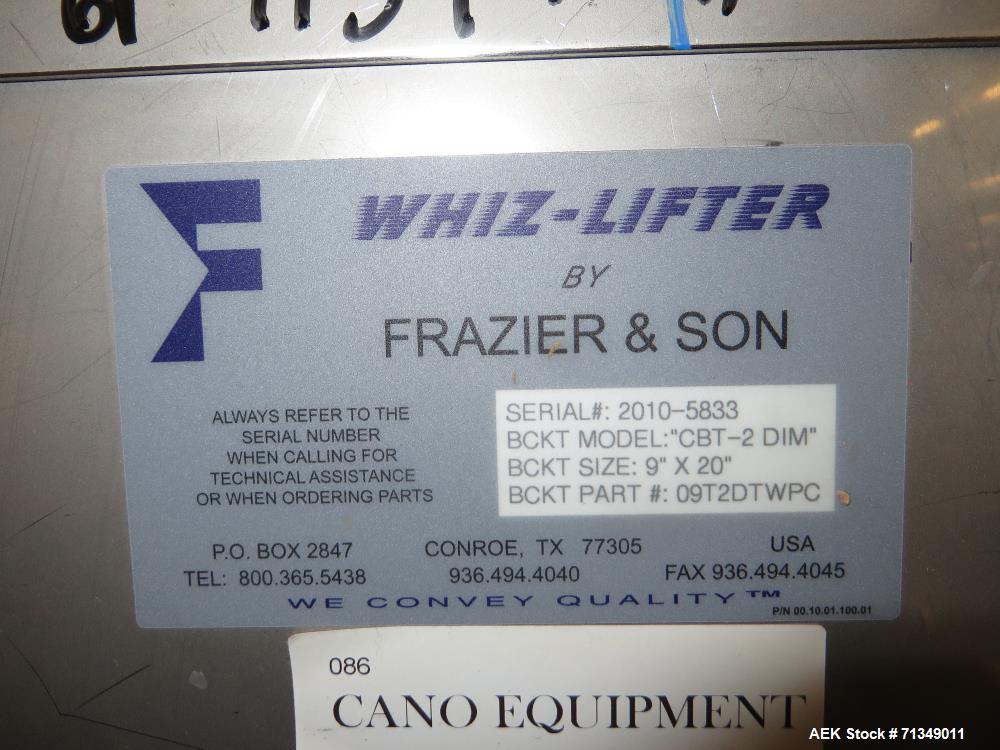 WHIZ-LIFTER
BY
FRAZIER & SON
ALWAYS REFER TO THE
SERIAL NUMBER
WHEN CALLING FOR
TECHNICAL ASSISTANCE
OR WHEN ORDERING PARTS
SERIAL#: 2010-5833
BCKT MODEL:"CBT-2 DIM"
BCKT SIZE: 9" X 20"
BCKT PART #: 09T2DTWPC
P.O. BOX 2847 CONROE, TX 77305 USA
TEL: 800.365.5438 936.494.4040 FAX 936.494.4045
WE CONVEY QUALITY™
P/N 00.10.01.100.01
086
CANO EQUIPMENT
AEK Stock # 71349011